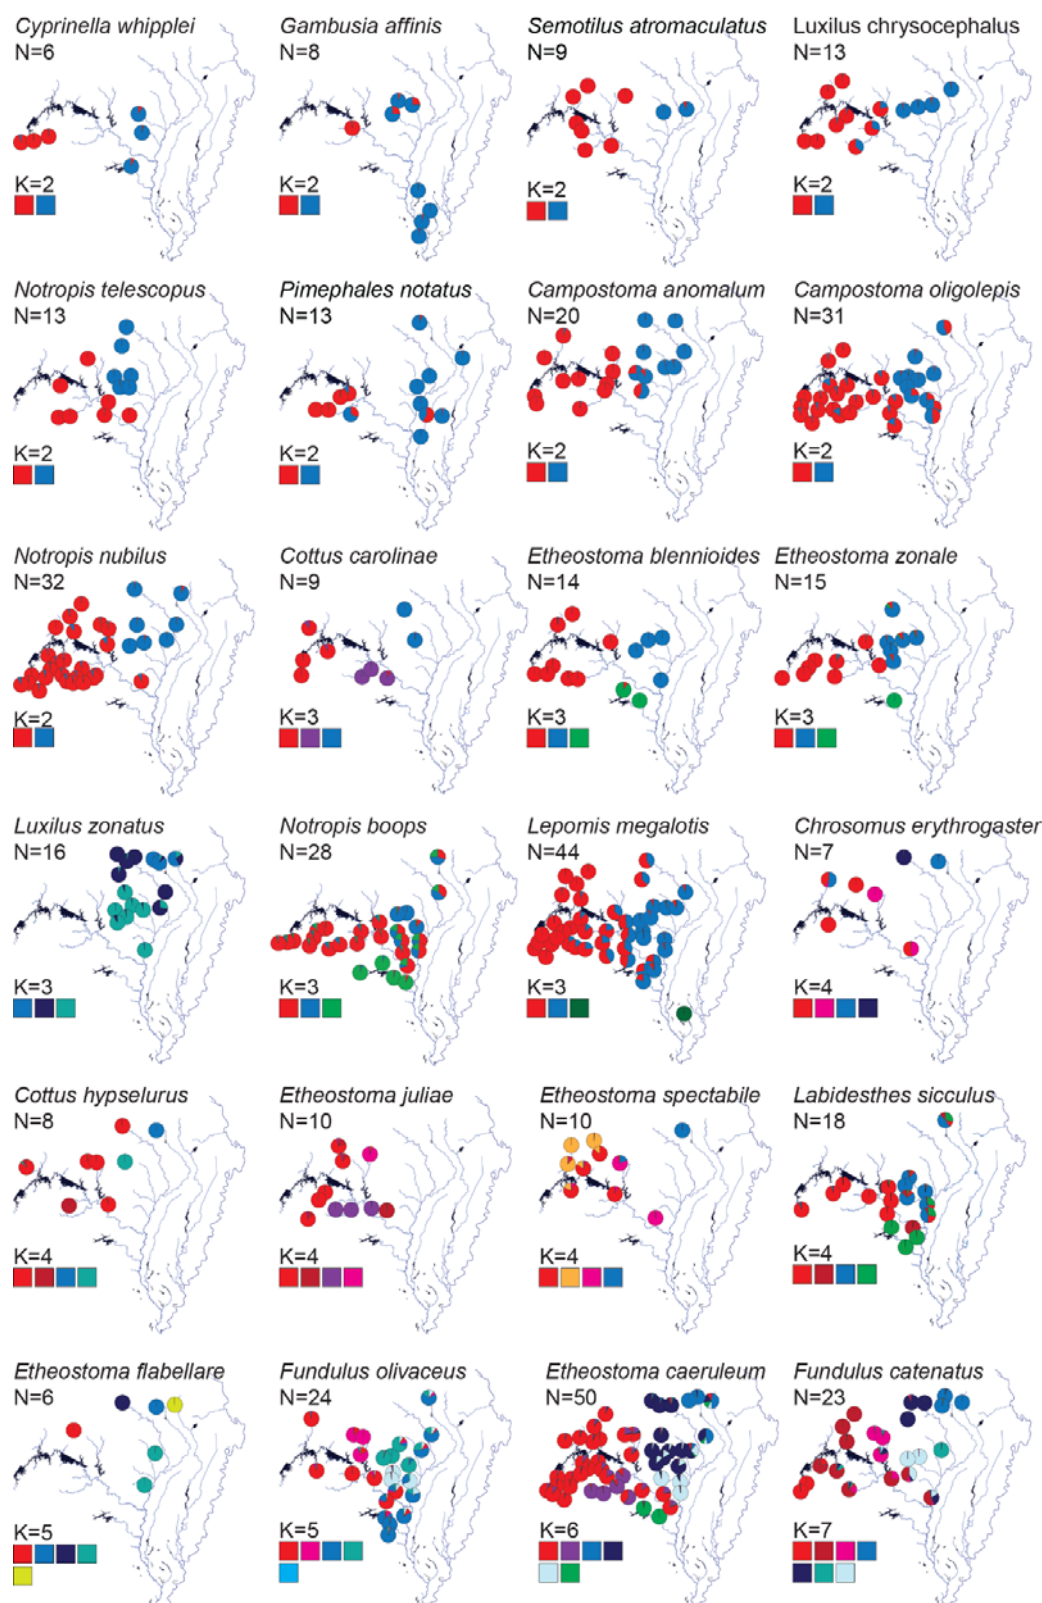 Cyprinella whipplei
N=6
K=2
Gambusia affinis
N=8
K=2
Semotilus atromaculatus
N=9
K=2
Luxilus chrysocephalus
N=13
K=2
Notropis telescopus
N=13
K=2
Pimephales notatus
N=13
K=2
Campostoma anomalum
N=20
K=2
Campostoma oligolepis
N=31
K=2
Notropis nubilus
N=32
K=2
Cottus carolinae
N=9
K=3
Etheostoma blennioides
N=14
K=3
Etheostoma zonale
N=15
K=3
Luxilus zonatus
N=16
K=3
Notropis boops
N=28
K=3
Lepomis megalotis
N=44
K=3
Chrosomus erythrogaster
N=7
K=4
Cottus hypselurus
N=8
K=4
Etheostoma juliae
N=10
K=4
Etheostoma spectabile
N=10
K=4
Labidesthes sicculus
N=18
K=4
Etheostoma flabellare
N=6
K=5
Fundulus olivaceus
N=24
K=5
Etheostoma caeruleum
N=50
K=6
Fundulus catenatus
N=23
K=7